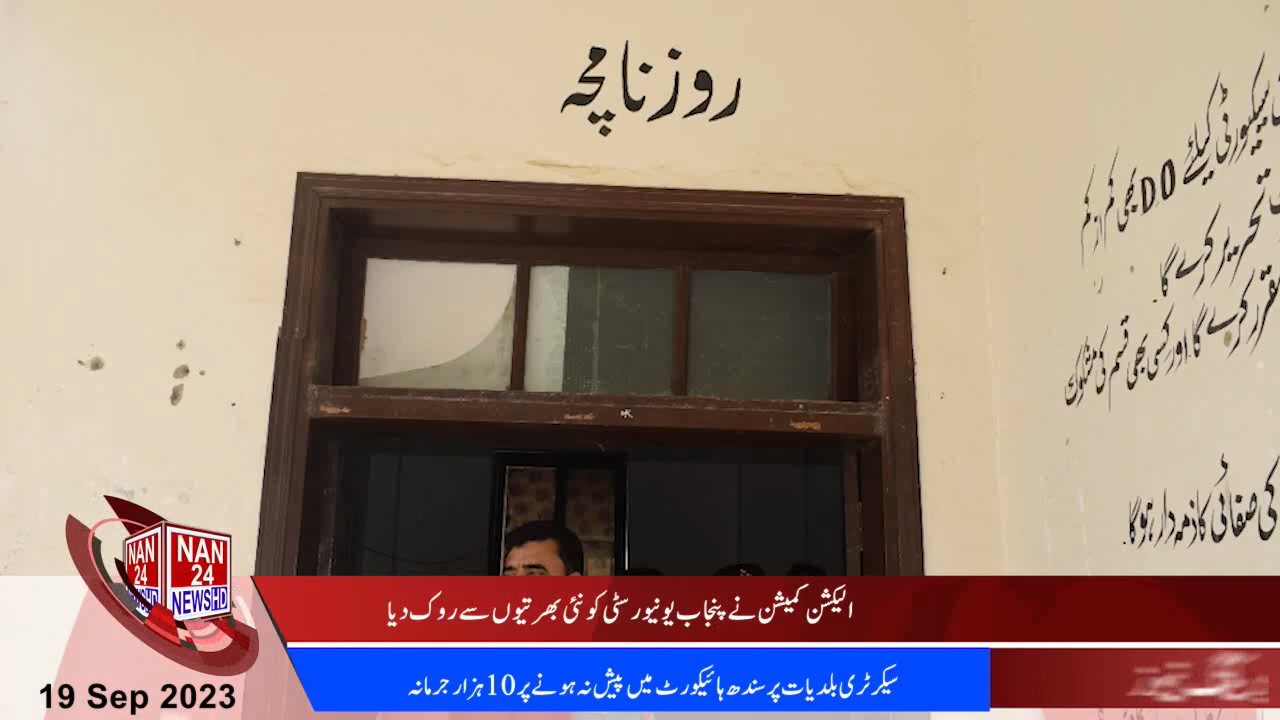 روزنامچہ
سیکیورٹی کیلئے DO بھی کم از کم
تحریر کرے گا۔
مقرر کرے گا اور کسی بھی قسم کی مشکوک
کی صفائی کا ذمہ دار ہوگا۔
NAN
24
NEWS HD
NAN
24
NEWS HD
الیکشن کمیشن نے پنجاب یونیورسٹی کو نئی بھرتیوں سے روک دیا
سیکرٹری بلدیات پر سندھ ہائیکورٹ میں پیش نہ ہونے پر 10 ہزار جرمانہ
19 Sep 2023